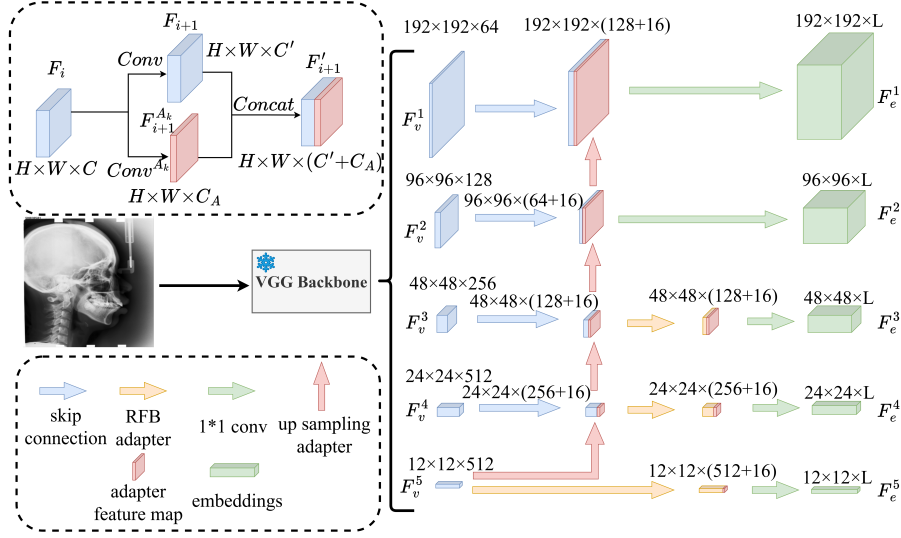 F_{i+1}
F_i
Conv
H×W×C′
F′_{i+1}
F^{A_k}_{i+1}
Concat
Conv^{A_k}
H×W×C
H×W×(C′+C_A)
H×W×C_A
VGG Backbone
skip connection
RFB adapter
1*1 conv
up sampling adapter
adapter feature map
embeddings
192×192×64
192×192×(128+16)
192×192×L
F_v^1
F_e^1
96×96×128
96×96×(64+16)
96×96×L
F_v^2
F_e^2
48×48×256
48×48×(128+16)
48×48×(128+16)
48×48×L
F_v^3
F_e^3
24×24×512
24×24×(256+16)
24×24×(256+16)
24×24×L
F_v^4
F_e^4
12×12×512
12×12×(512+16)
12×12×L
F_v^5
F_e^5